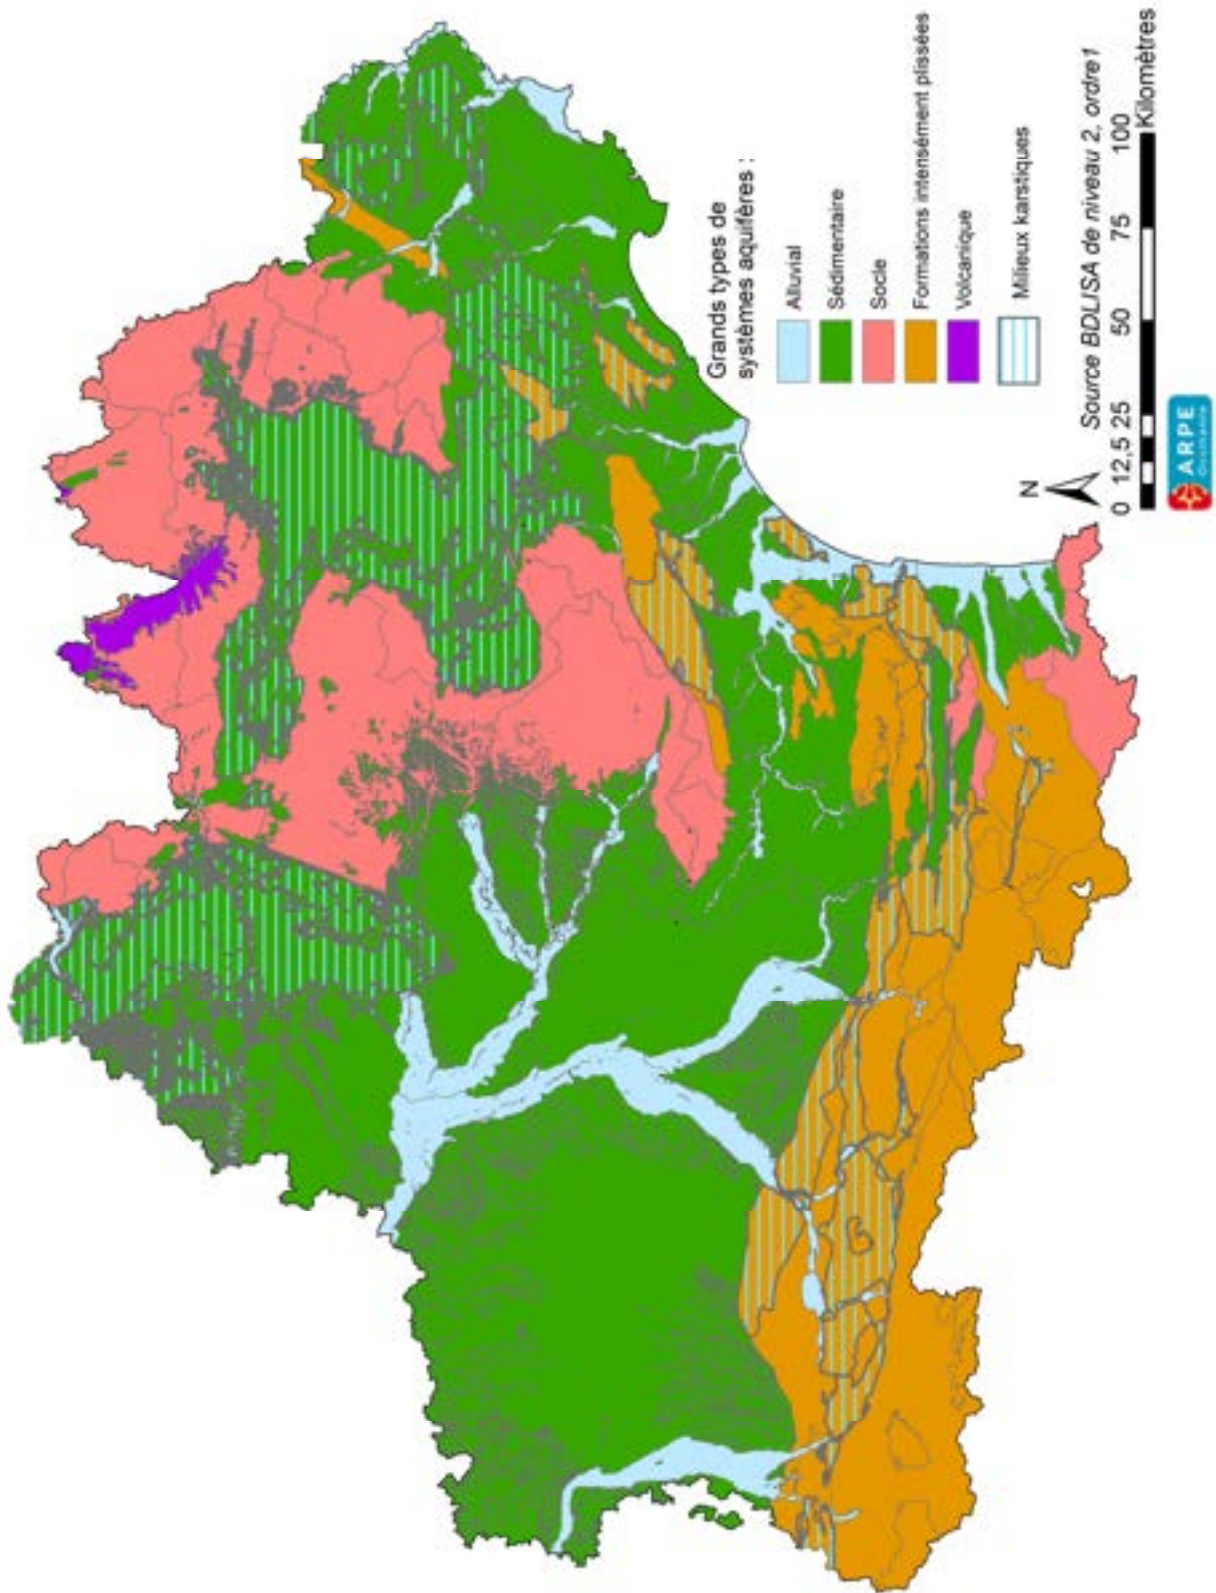 Grands types de
systèmes aquifères :
Alluvial
Sédimentaire
Socle
Formations intensément plissées
Volcanique
Milieux karstiques
Source BDLISA de niveau 2, ordre1
N
0 12,5 25 50 75 100
Kilomètres
ARPE
Occitanie